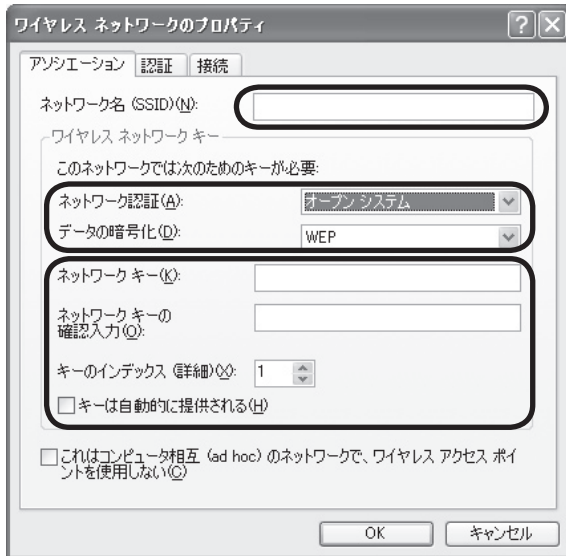 ワイヤレス ネットワークのプロパティ
アソシエーション 認証 接続
ネットワーク名 (SSID)(N):
ワイヤレス ネットワーク キー
このネットワークでは次のためのキーが必要:
ネットワーク認証(A): オープン システム
データの暗号化(D): WEP
ネットワーク キー(K):
ネットワーク キーの
確認入力(O):
キーのインデックス (詳細)(X): 1
キーは自動的に提供される(H)
これはコンピュータ相互 (ad hoc) のネットワークで、ワイヤレス アクセス ポイ
ントを使用しない(C)
OK キャンセル